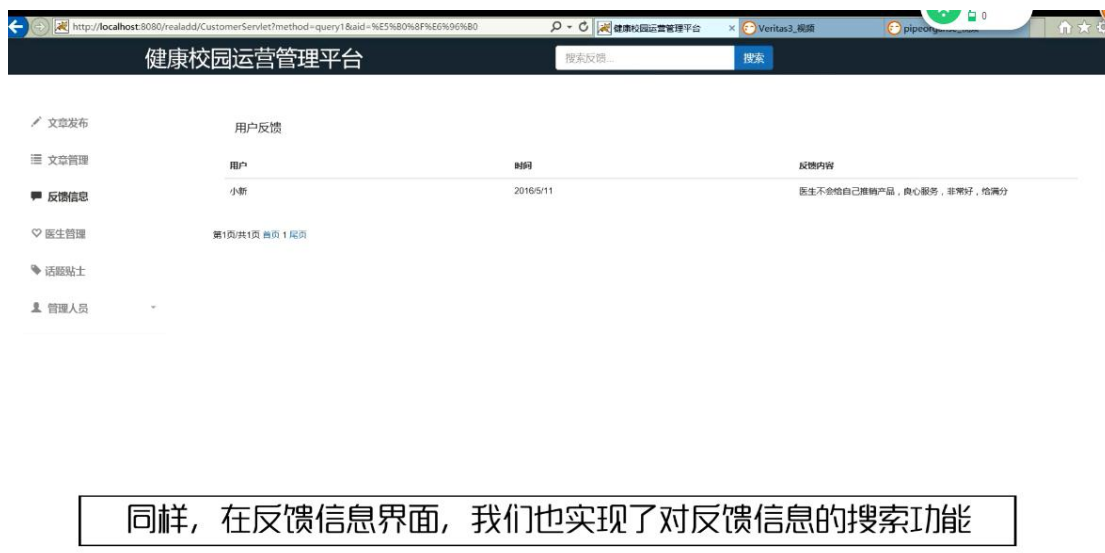 http://localhost:8080/realadd/CustomerServlet?method=query1&aid=%E5%B0%8F%E6%96%B0
健康校园运营管理平台
Veritas3_视频
0
健康校园运营管理平台
搜索反馈...
搜索
文章发布
文章管理
反馈信息
医生管理
话题贴士
管理人员
用户反馈
用户 时间 反馈内容
小新 2016/5/11 医生不会给自己推销产品，良心服务，非常好，给满分
第1页/共1页 首页 1 尾页
同样，在反馈信息界面，我们也实现了对反馈信息的搜索功能